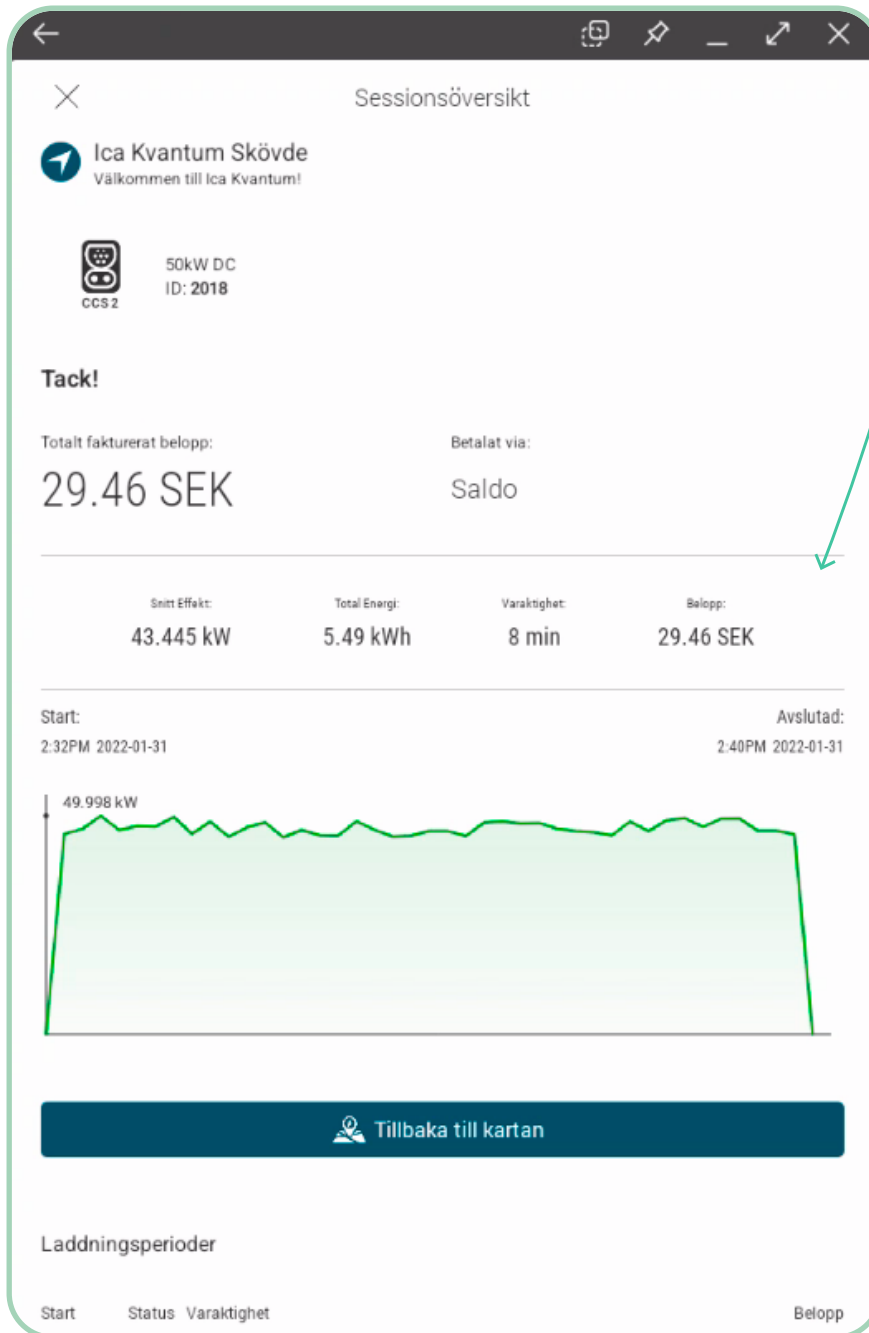 Sessionsöversikt
Ica Kvantum Skövde
Välkommen till Ica Kvantum!
50kW DC
ID: 2018
CCS 2
Tack!
Totalt fakturerat belopp:
29.46 SEK
Betalat via:
Saldo
Snitt Effekt:
43.445 kW
Total Energi:
5.49 kWh
Varaktighet:
8 min
Belopp:
29.46 SEK
Start:
2:32PM 2022-01-31
Avslutad:
2:40PM 2022-01-31
49.998 kW
Tillbaka till kartan
Laddningsperioder
Start Status Varaktighet Belopp